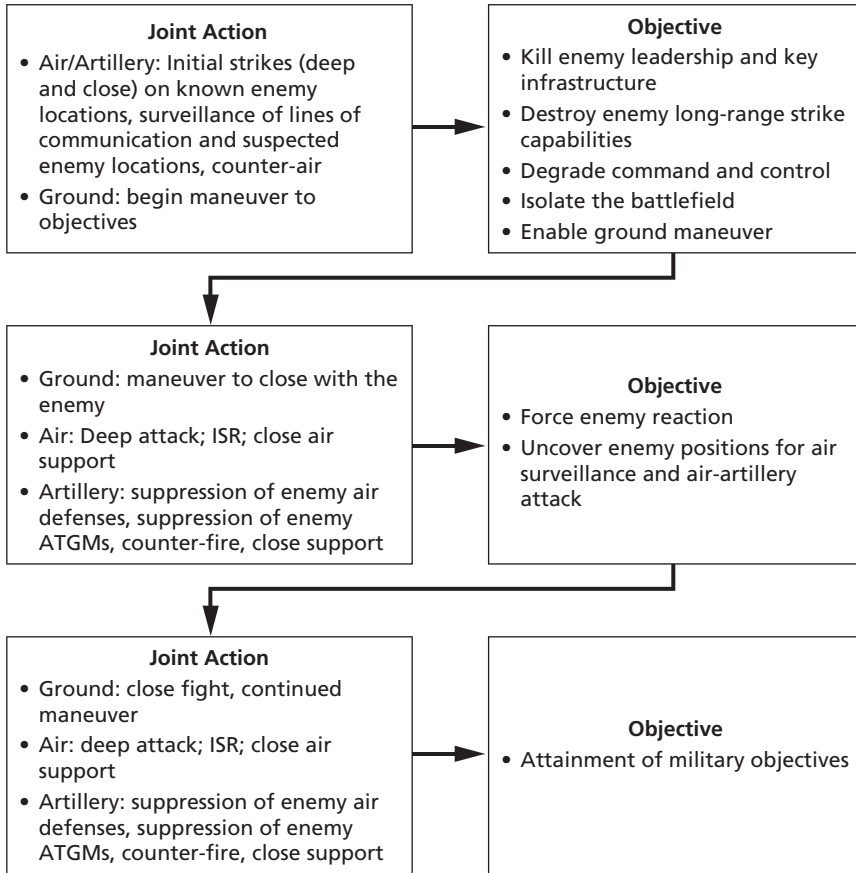 Joint Action
• Air/Artillery: Initial strikes (deep
and close) on known enemy
locations, surveillance of lines of
communication and suspected
enemy locations, counter-air
• Ground: begin maneuver to
objectives
Objective
• Kill enemy leadership and key
infrastructure
• Destroy enemy long-range strike
capabilities
• Degrade command and control
• Isolate the battlefield
• Enable ground maneuver
Joint Action
• Ground: maneuver to close with the
enemy
• Air: Deep attack; ISR; close air
support
• Artillery: suppression of enemy air
defenses, suppression of enemy
ATGMs, counter-fire, close support
Objective
• Force enemy reaction
• Uncover enemy positions for air
surveillance and air-artillery
attack
Joint Action
• Ground: close fight, continued
maneuver
• Air: deep attack; ISR; close air
support
• Artillery: suppression of enemy air
defenses, suppression of enemy
ATGMs, counter-fire, close support
Objective
• Attainment of military objectives